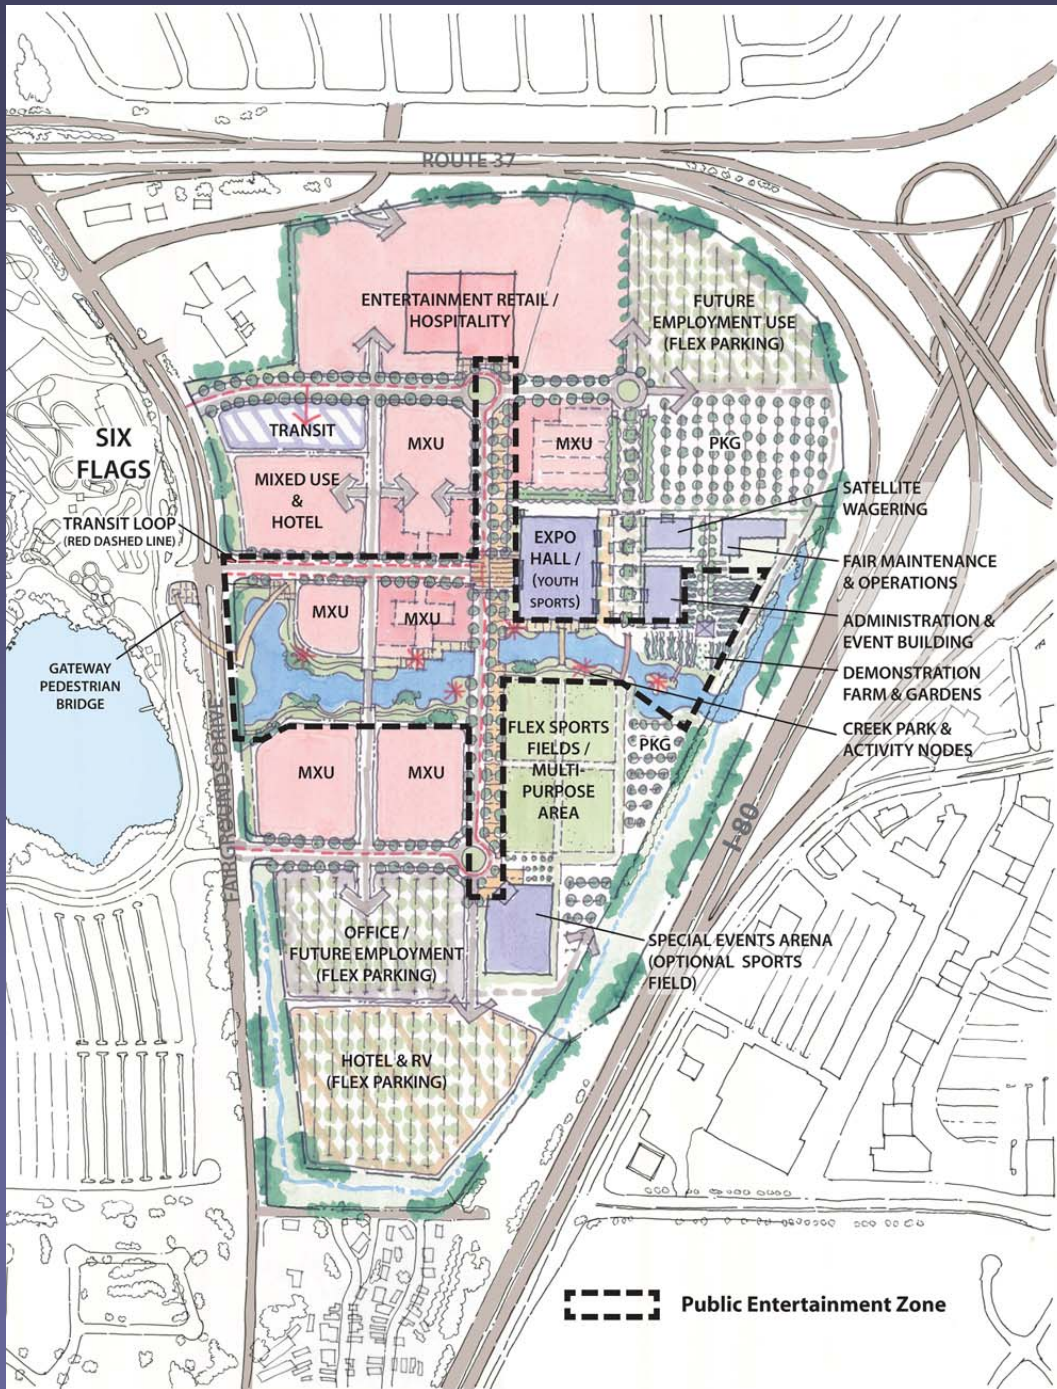 ROUTE 37
ENTERTAINMENT RETAIL /
HOSPITALITY
FUTURE
EMPLOYMENT USE
(FLEX PARKING)
SIX
FLAGS
TRANSIT
MXU
MXU
PKG
MIXED USE
&
HOTEL
SATELLITE
WAGERING
TRANSIT LOOP
(RED DASHED LINE)
EXPO
HALL /
(YOUTH
SPORTS)
FAIR MAINTENANCE
& OPERATIONS
MXU
MXU
ADMINISTRATION &
EVENT BUILDING
GATEWAY
PEDESTRIAN
BRIDGE
DEMONSTRATION
FARM & GARDENS
CREEK PARK &
ACTIVITY NODES
FLEX SPORTS
FIELDS /
MULTI-
PURPOSE
AREA
PKG
MXU
MXU
FAIRGROUNDS DRIVE
I-80
OFFICE /
FUTURE EMPLOYMENT
(FLEX PARKING)
SPECIAL EVENTS ARENA
(OPTIONAL SPORTS
FIELD)
HOTEL & RV
(FLEX PARKING)
Public Entertainment Zone